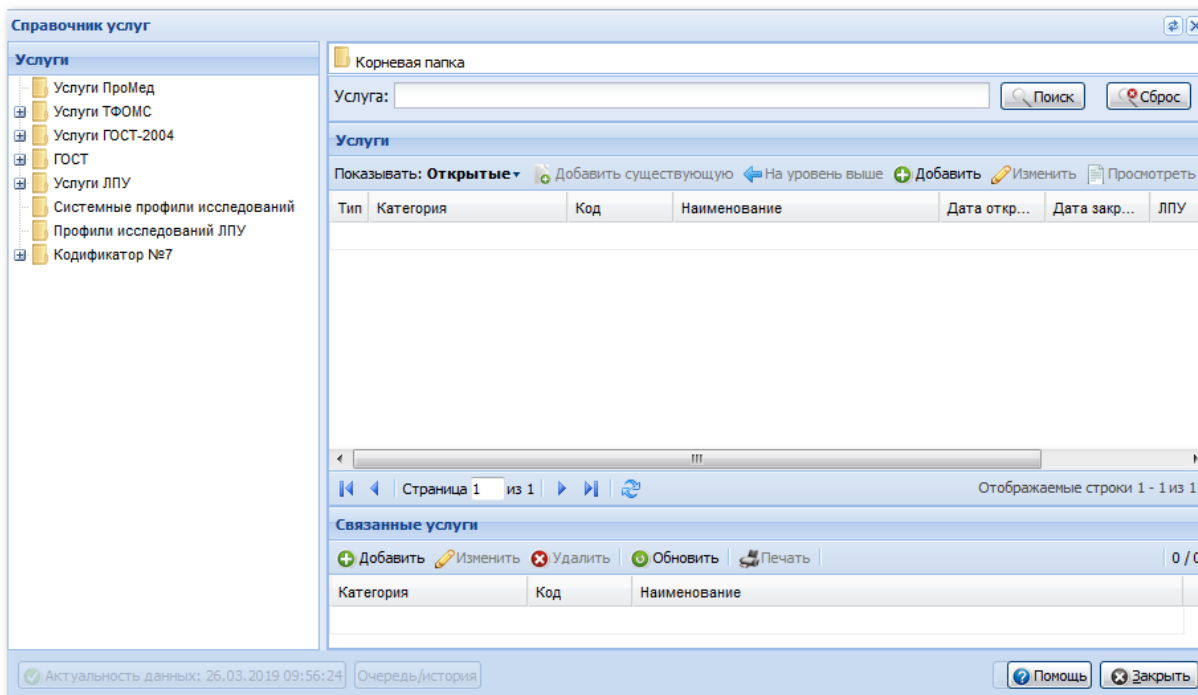 Справочник услуг
Услуги
Услуги ПроМед
Услуги ТФОМС
Услуги ГОСТ-2004
ГОСТ
Услуги ЛПУ
Системные профили исследований
Профили исследований ЛПУ
Кодификатор №7
Корневая папка
Услуга: Поиск Сброс
Услуги
Показывать: Открытые Добавить существующую На уровень выше Добавить Изменить Просмотреть
Тип Категория Код Наименование Дата откр... Дата закр... ЛПУ
Страница 1 из 1 Отображаемые строки 1 - 1 из 1
Связанные услуги
Добавить Изменить Удалить Обновить Печать 0 / 0
Категория Код Наименование
Актуальность данных: 26.03.2019 09:56:24 Очередь/история Помощь Закрыть